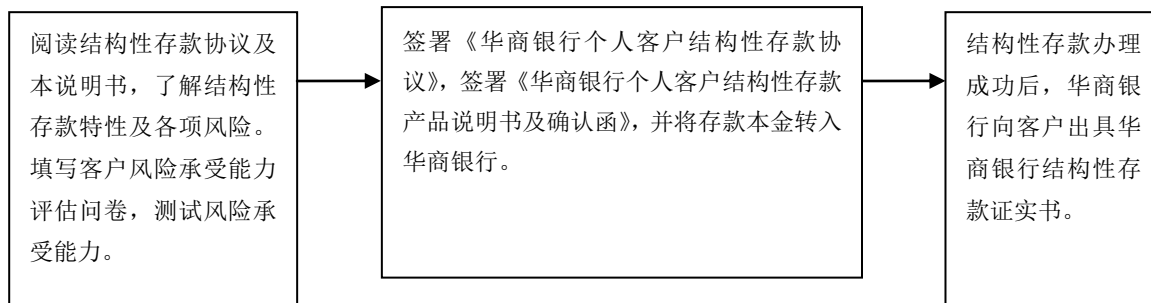 阅读结构性存款协议及
本说明书，了解结构性
存款特性及各项风险。
填写客户风险承受能力
评估问卷，测试风险承
受能力。
签署《华商银行个人客户结构性存款协
议》，签署《华商银行个人客户结构性存款
产品说明书及确认函》，并将存款本金转入
华商银行。
结构性存款办理
成功后，华商银
行向客户出具华
商银行结构性存
款证实书。